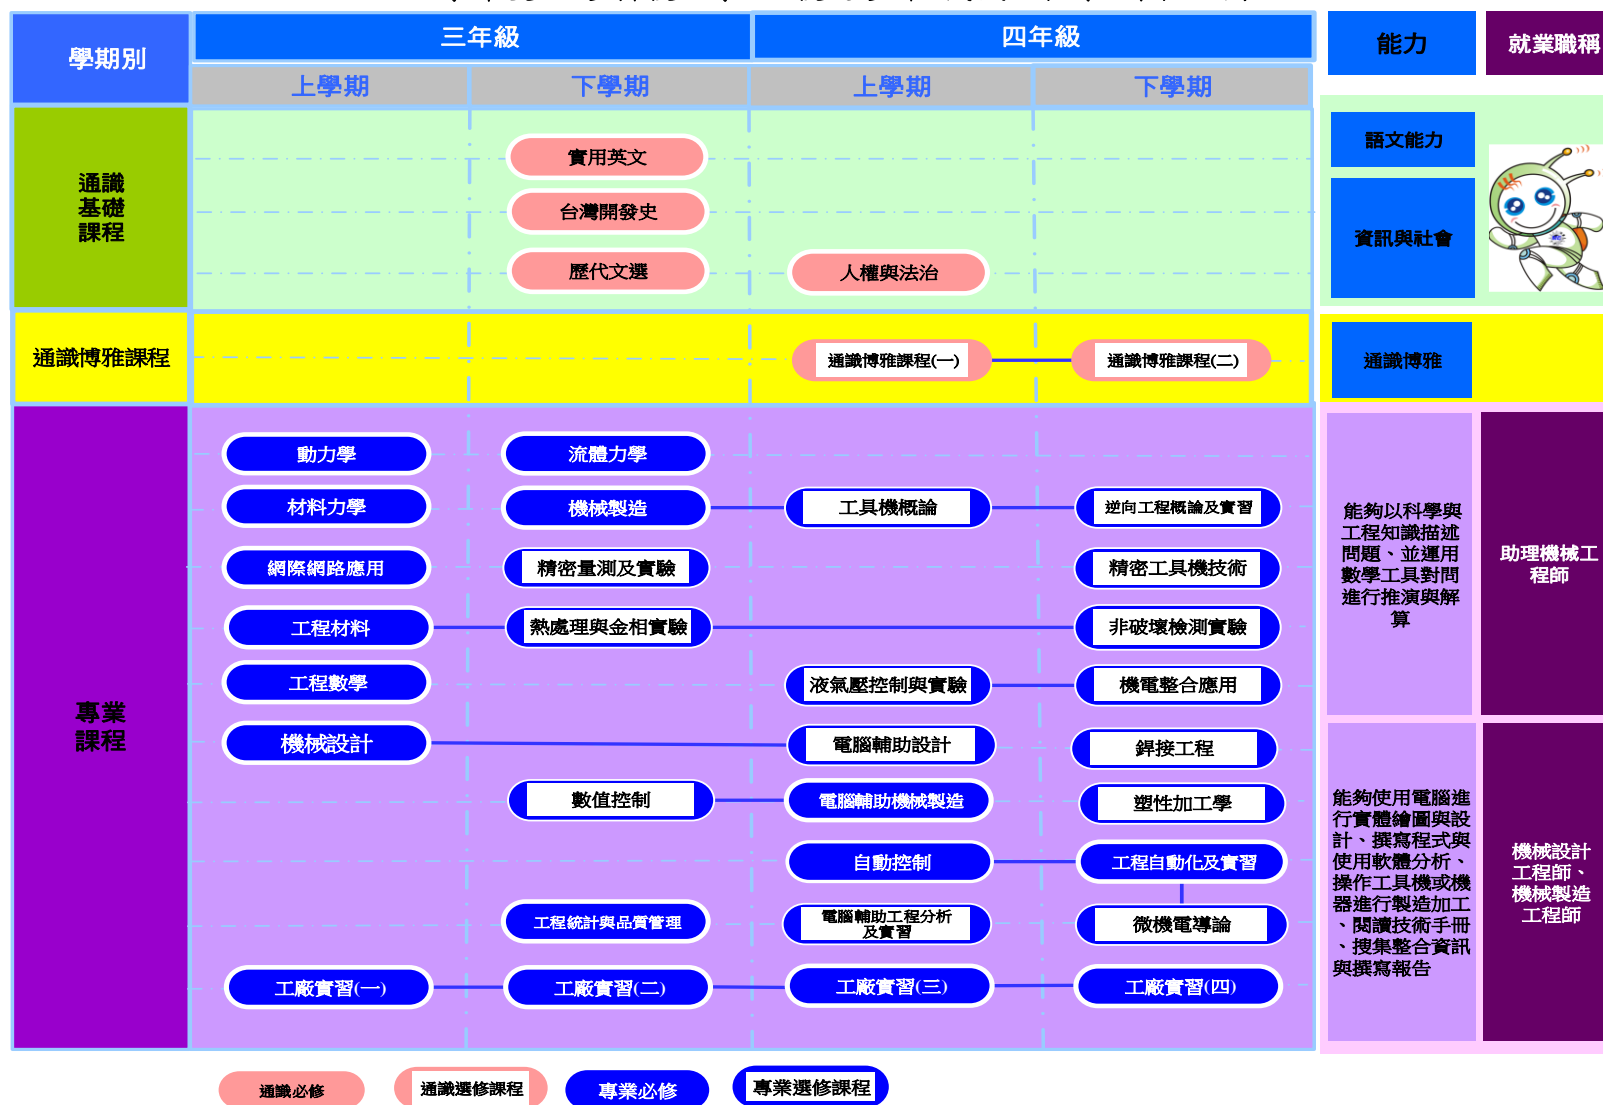 學期別
三年級
四年級
能力
就業職稱
上學期
下學期
上學期
下學期
通識
基礎
課程
實用英文
台灣開發史
歷代文選
人權與法治
語文能力
資訊與社會
通識博雅課程
通識博雅課程(一)
通識博雅課程(二)
通識博雅
專業
課程
動力學
流體力學
材料力學
機械製造
工具機概論
逆向工程概論及實習
網際網路應用
精密量測及實驗
精密工具機技術
工程材料
熱處理與金相實驗
非破壞檢測實驗
工程數學
液氣壓控制與實驗
機電整合應用
機械設計
電腦輔助設計
銲接工程
數值控制
電腦輔助機械製造
塑性加工學
自動控制
工程自動化及實習
工程統計與品質管理
電腦輔助工程分析
及實習
微機電導論
工廠實習(一)
工廠實習(二)
工廠實習(三)
工廠實習(四)
能夠以科學與
工程知識描述
問題、並運用
數學工具對問
進行推演與解
算
助理機械工
程師
能夠使用電腦進
行實體繪圖與設
計、撰寫程式與
使用軟體分析、
操作工具機或機
器進行製造加工
、閱讀技術手冊
、搜集整合資訊
與撰寫報告
機械設計
工程師、
機械製造
工程師
通識必修
通識選修課程
專業必修
專業選修課程